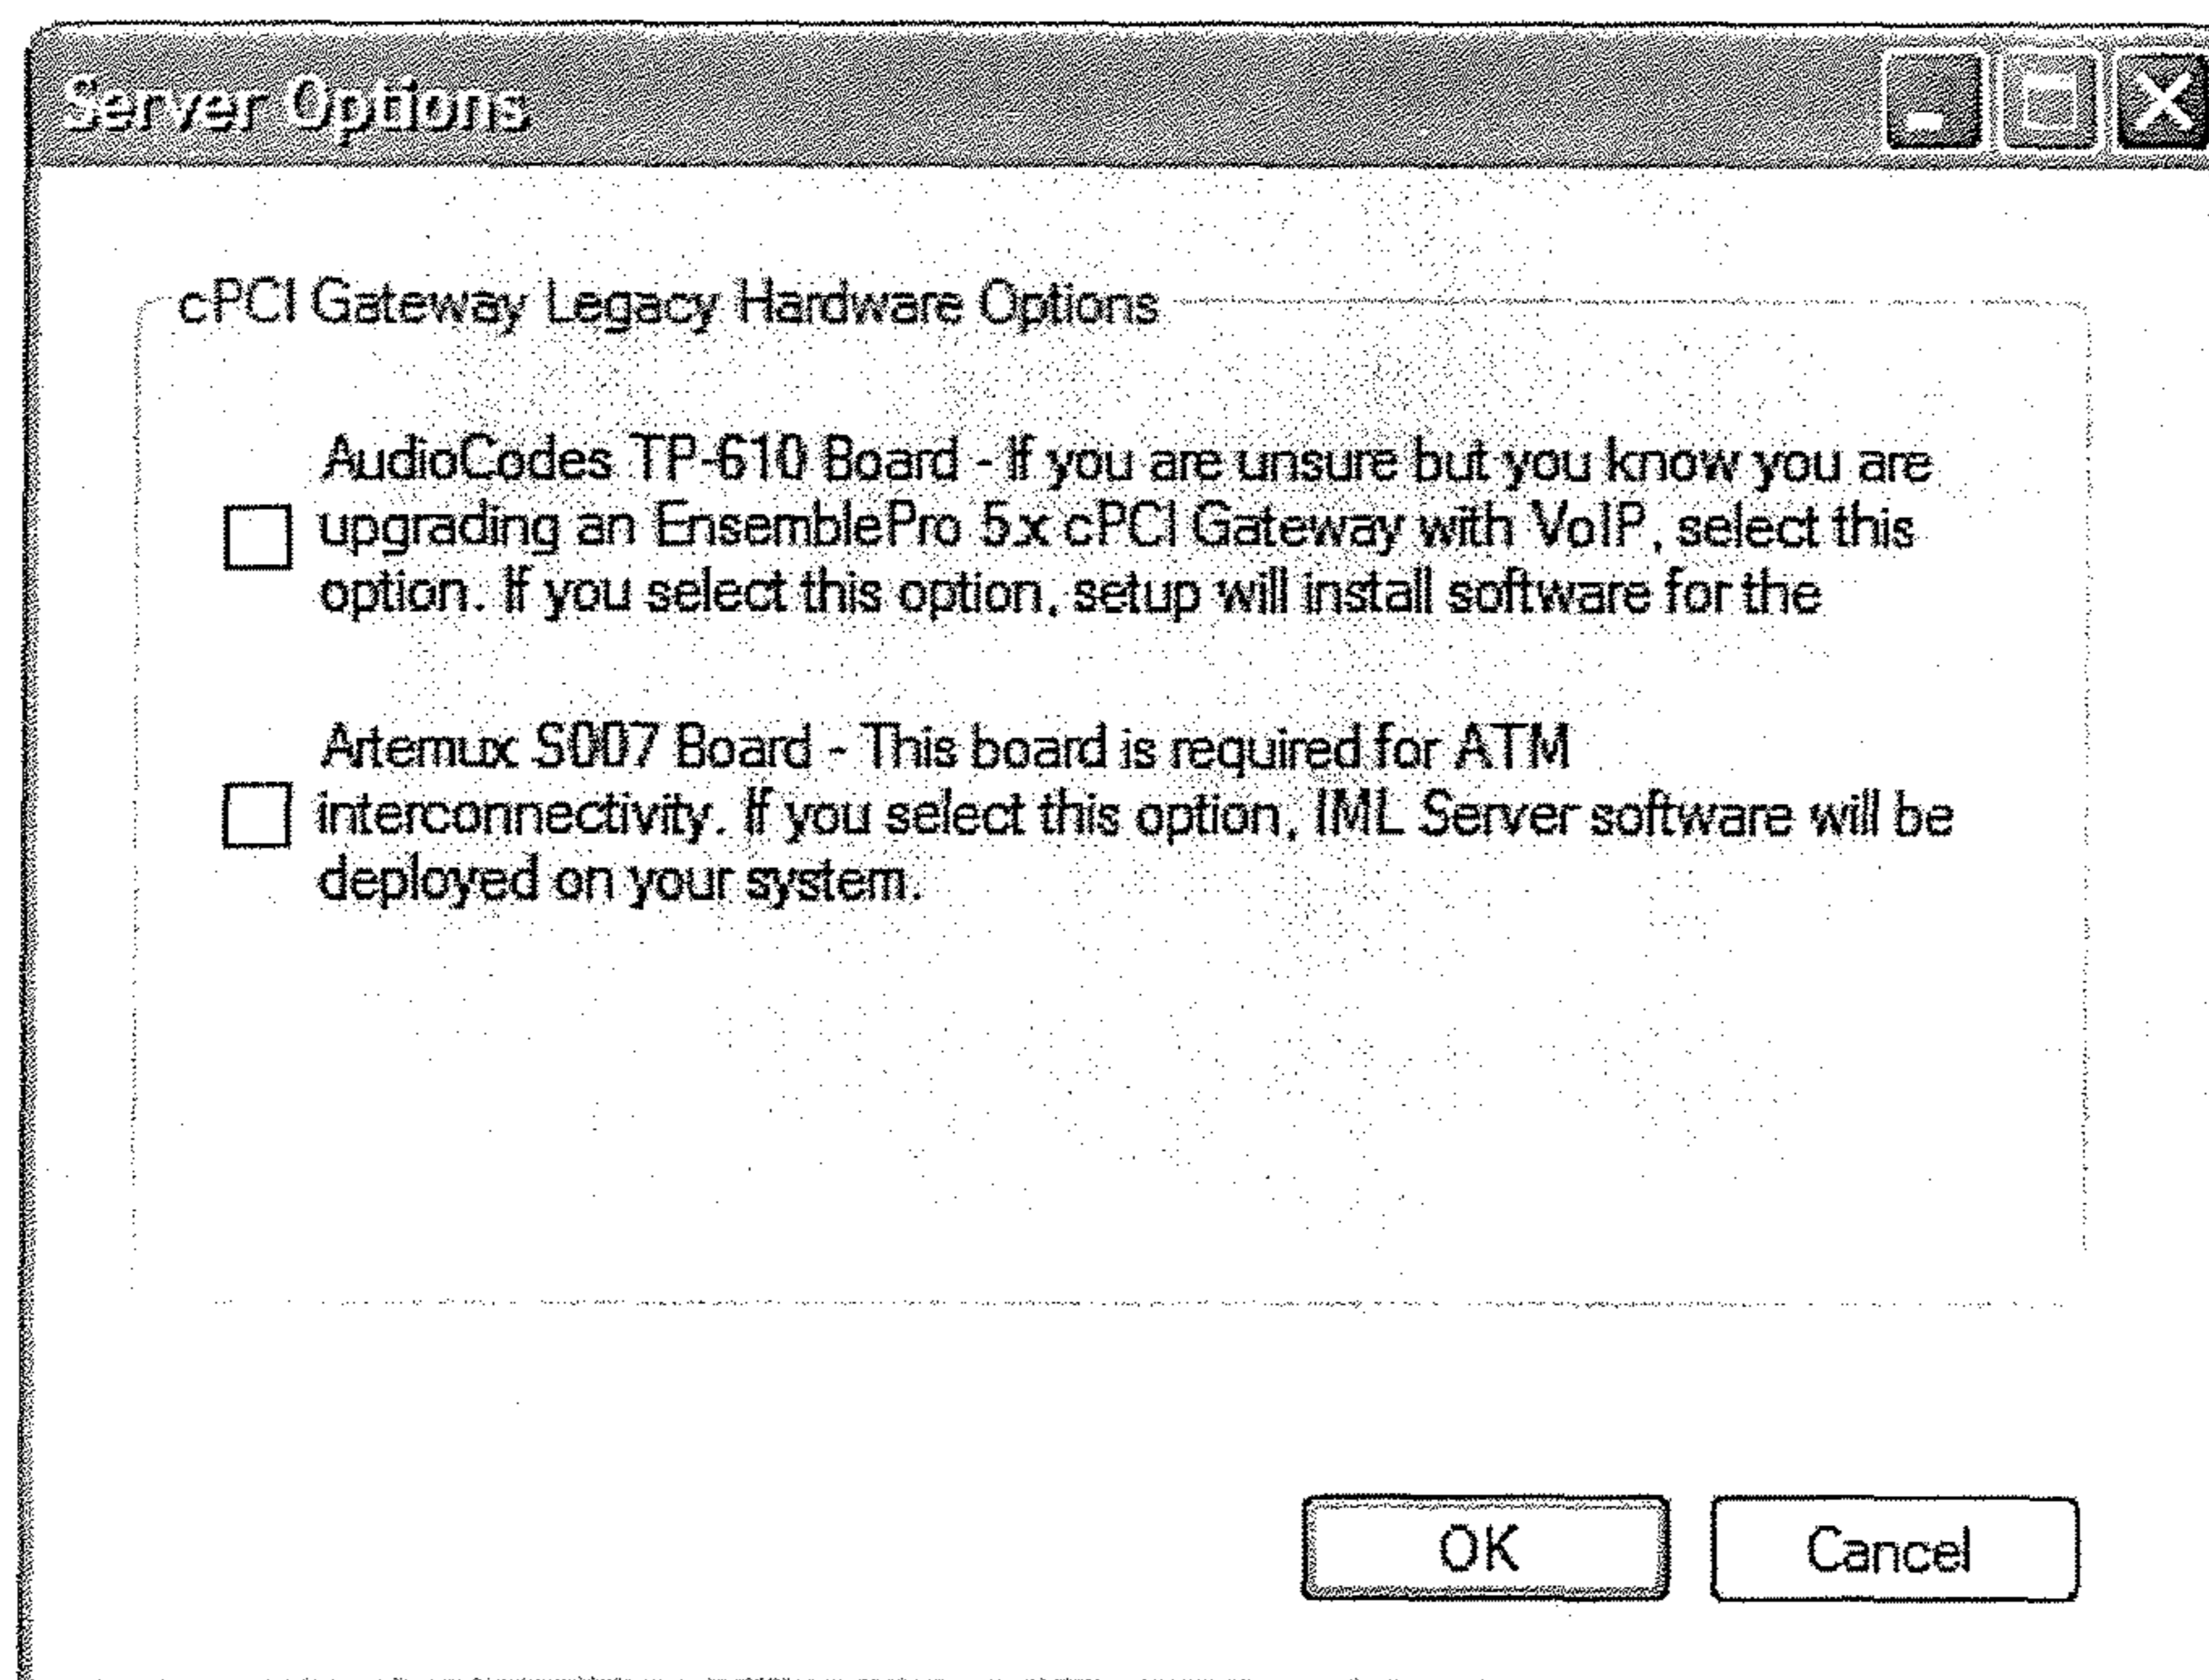 Server Options
cPCI Gateway Legacy Hardware Options
AudioCodes TP-610 Board - If you are unsure but you know you are
upgrading an EnsemblePro 5.x cPCI Gateway with VoIP, select this
option. If you select this option, setup will install software for the
Artemux S007 Board - This board is required for ATM
interconnectivity. If you select this option, IML Server software will be
deployed on your system.
OK
Cancel